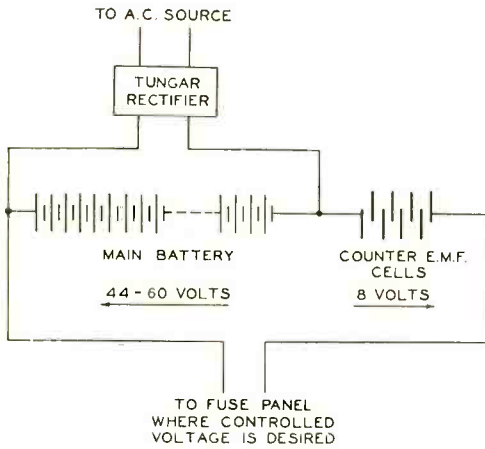 TO A.C. SOURCE
TUNGAR
RECTIFIER
MAIN BATTERY
COUNTER E.M.F.
CELLS
44-60 VOLTS
8 VOLTS
TO FUSE PANEL
WHERE CONTROLLED
VOLTAGE IS DESIRED